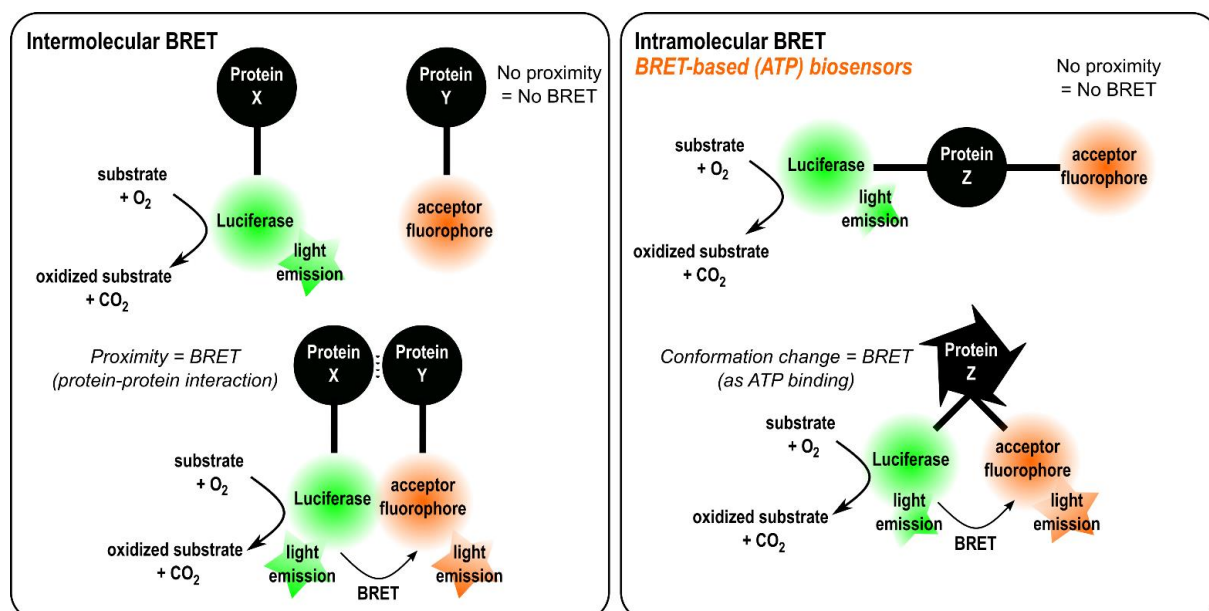 Intermolecular BRET
Protein
X
Protein
Y
No proximity
= No BRET
substrate
+ O₂
Luciferase
acceptor
fluorophore
light
emission
oxidized substrate
+ CO₂
Proximity = BRET
(protein-protein interaction)
Protein
X
Protein
Y
substrate
+ O₂
Luciferase
acceptor
fluorophore
oxidized substrate
+ CO₂
light
emission
BRET
light
emission
Intramolecular BRET
BRET-based (ATP) biosensors
No proximity
= No BRET
substrate
+ O₂
Luciferase
Protein
Z
acceptor
fluorophore
light
emission
oxidized substrate
+ CO₂
Conformation change = BRET
(as ATP binding)
Protein
Z
substrate
+ O₂
Luciferase
acceptor
fluorophore
light
emission
light
emission
oxidized substrate
+ CO₂
BRET